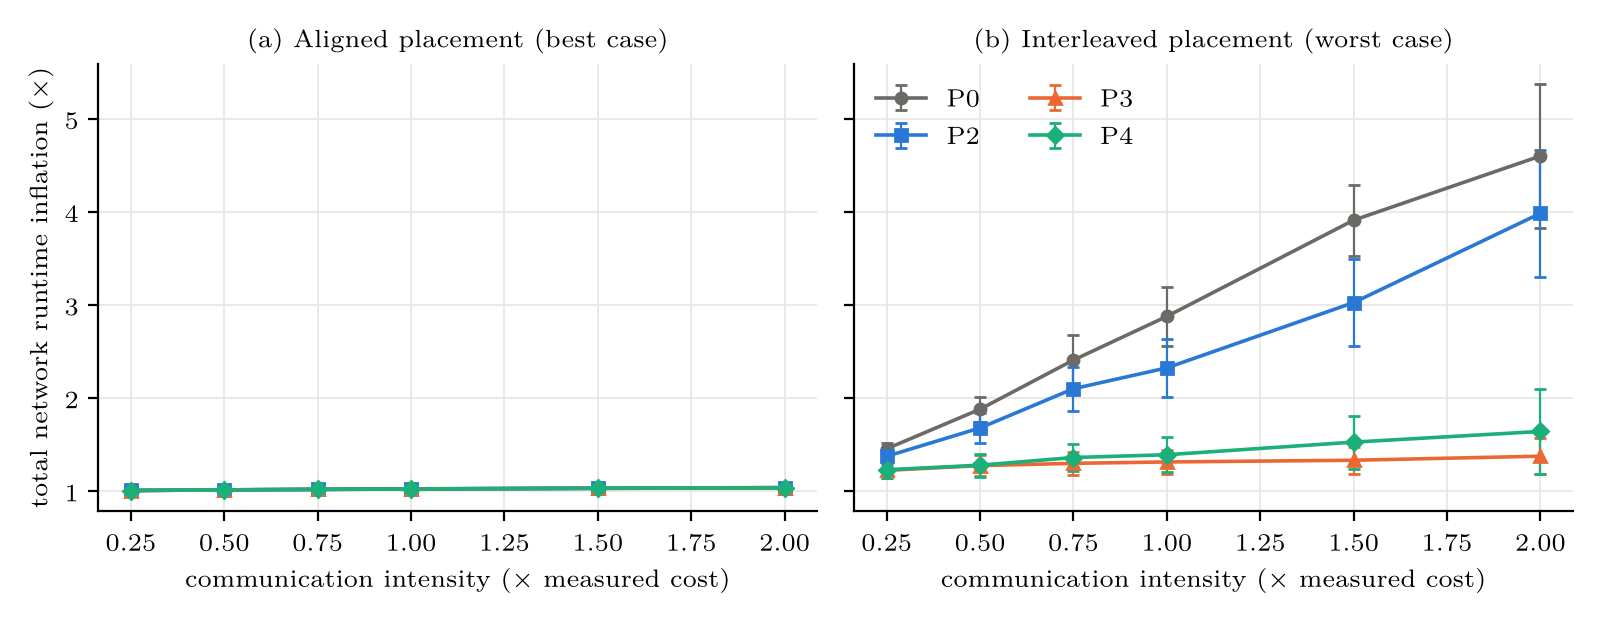 (a) Aligned placement (best case)
total network runtime inflation (×)
5
4
3
2
1
0.25 0.50 0.75 1.00 1.25 1.50 1.75 2.00
communication intensity (× measured cost)
(b) Interleaved placement (worst case)
P0 P3
P2 P4
0.25 0.50 0.75 1.00 1.25 1.50 1.75 2.00
communication intensity (× measured cost)